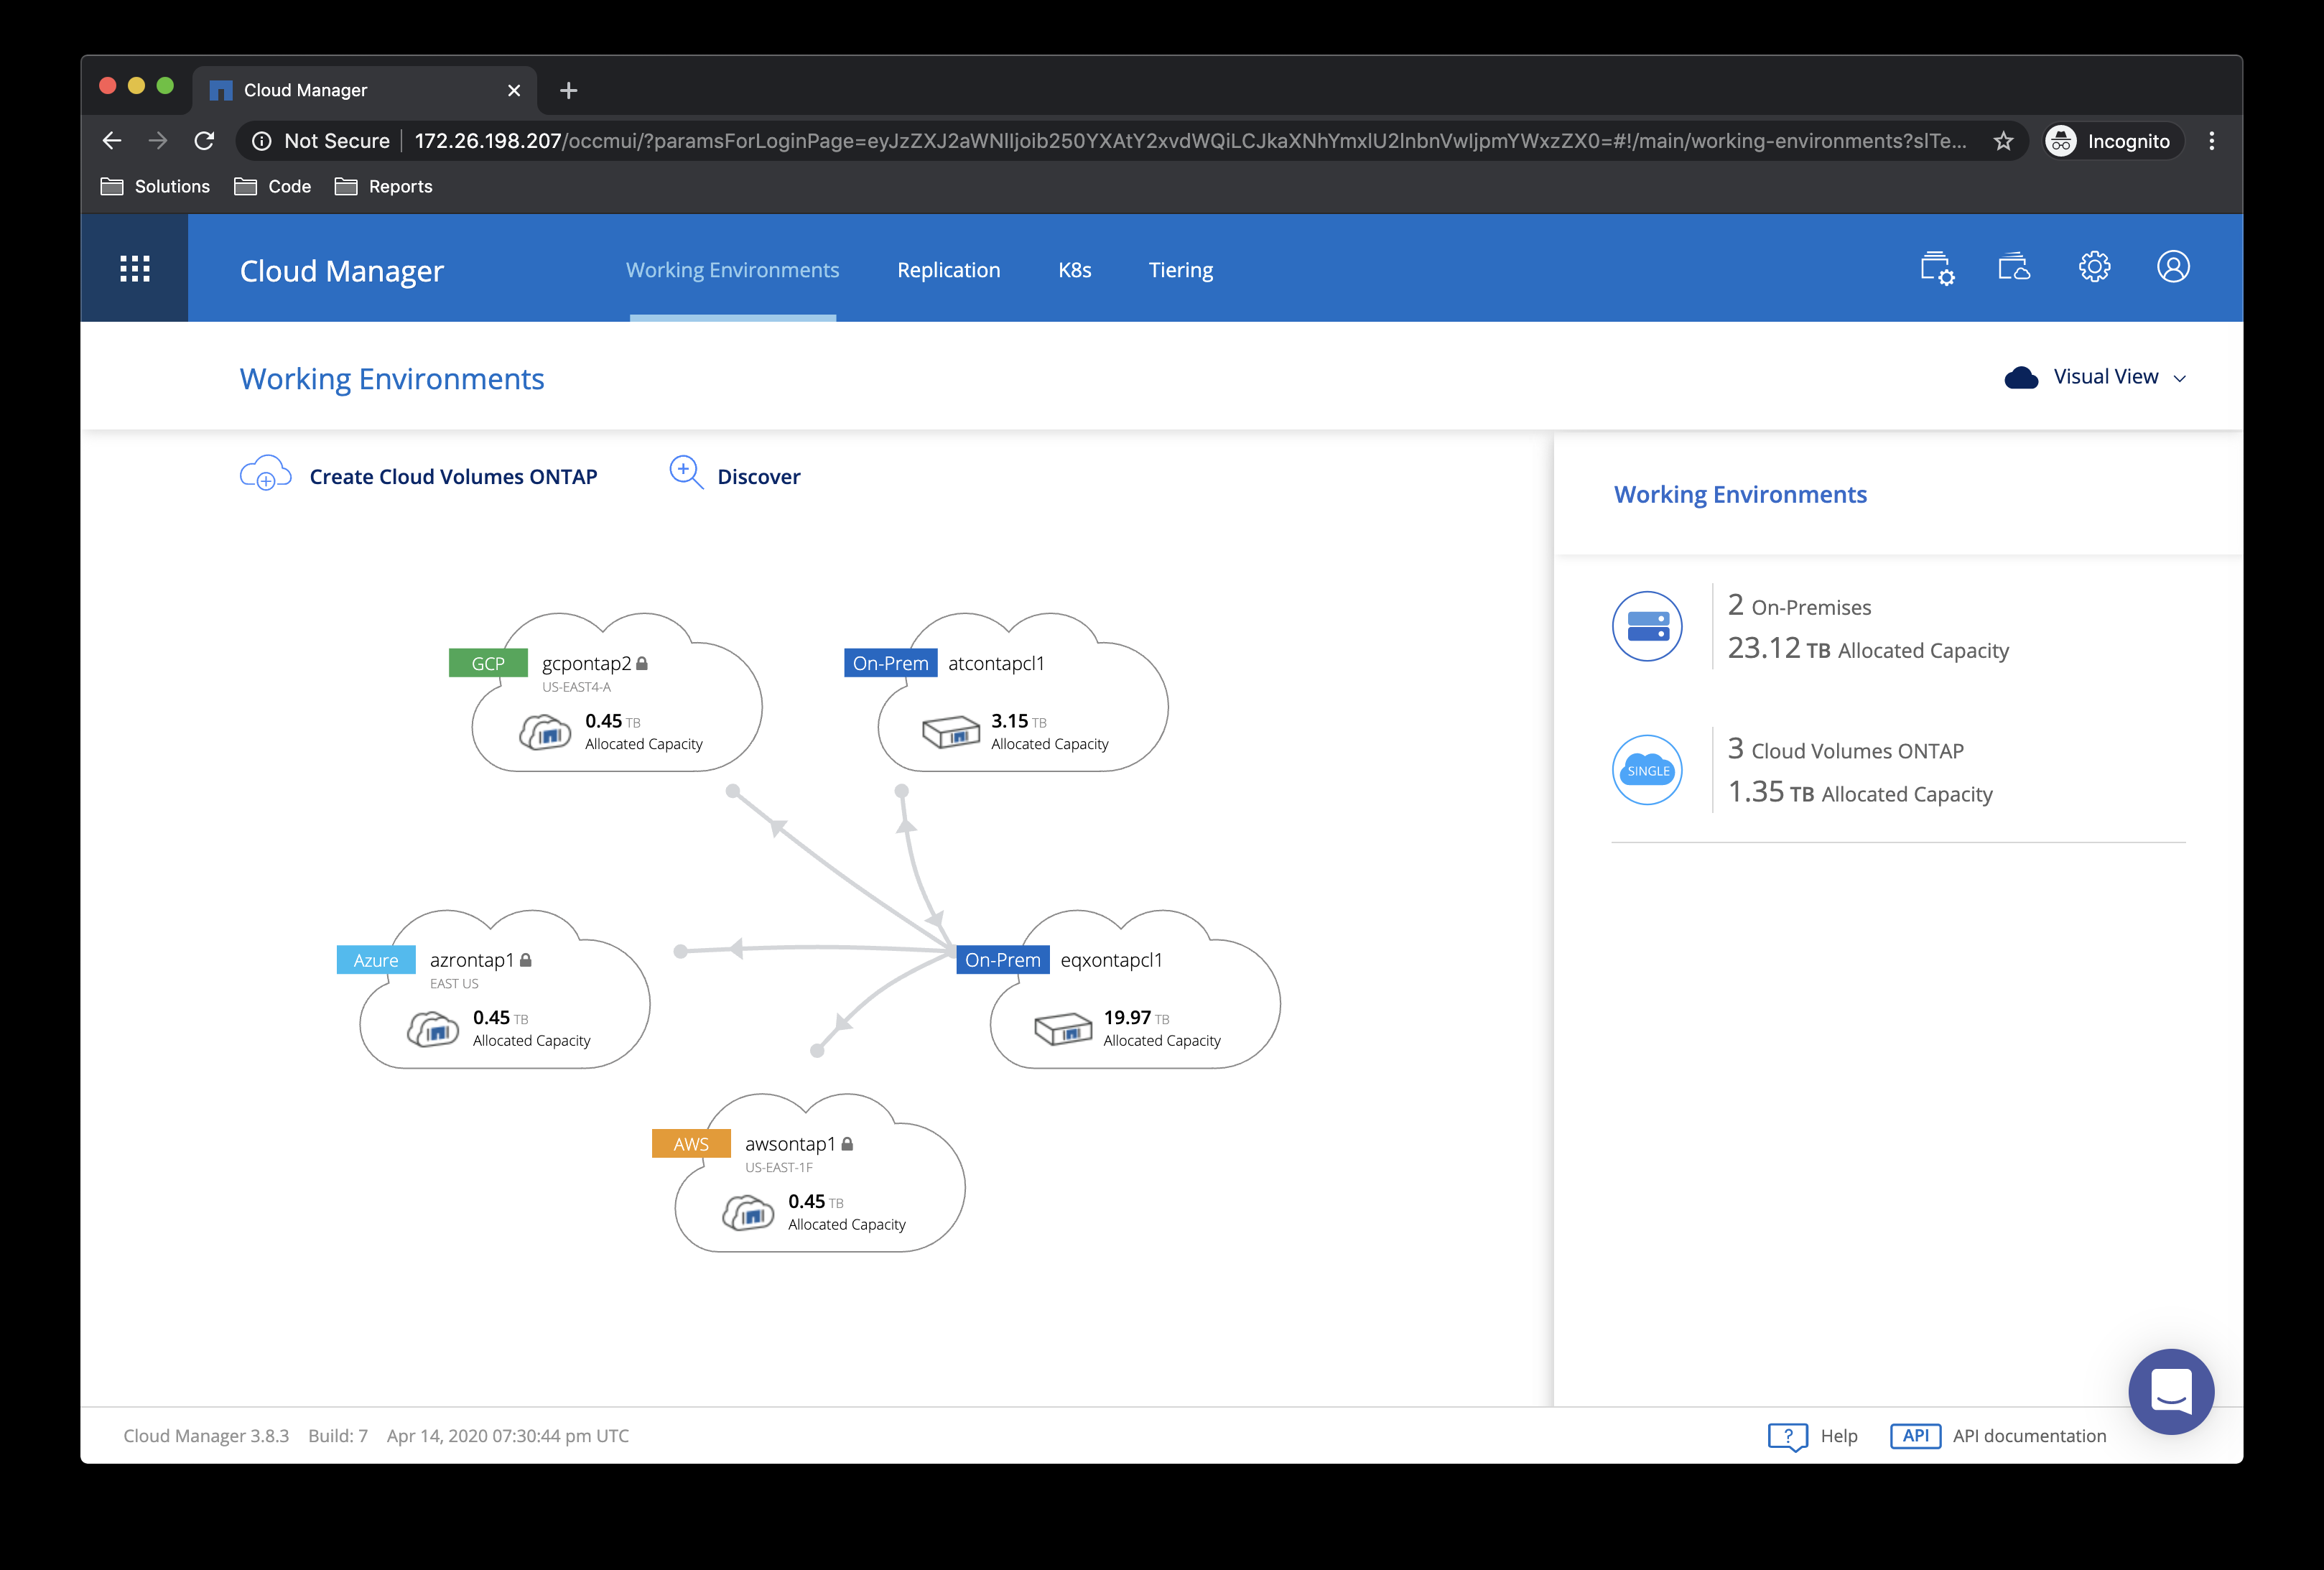 Cloud Manager
Not Secure 172.26.198.207/occmui/?paramsForLoginPage=eyJzZXJ2aWNlIjoib250YXAtY2xvdWQiLCJkaXNhYmxlU2lnbnVwIjpmYWxzZX0=#!/main/working-environments?slTe... Incognito
Solutions Code Reports
Cloud Manager Working Environments Replication K8s Tiering
Working Environments Visual View
Create Cloud Volumes ONTAP Discover
Working Environments
2 On-Premises
23.12 TB Allocated Capacity
SINGLE
3 Cloud Volumes ONTAP
1.35 TB Allocated Capacity
GCP gcpontap2
US-EAST4-A
0.45 TB
Allocated Capacity
On-Prem atcontapcl1
3.15 TB
Allocated Capacity
Azure azrontap1
EAST US
0.45 TB
Allocated Capacity
On-Prem eqxontapcl1
19.97 TB
Allocated Capacity
AWS awsontap1
US-EAST-1F
0.45 TB
Allocated Capacity
Cloud Manager 3.8.3 Build: 7 Apr 14, 2020 07:30:44 pm UTC
? Help API API documentation